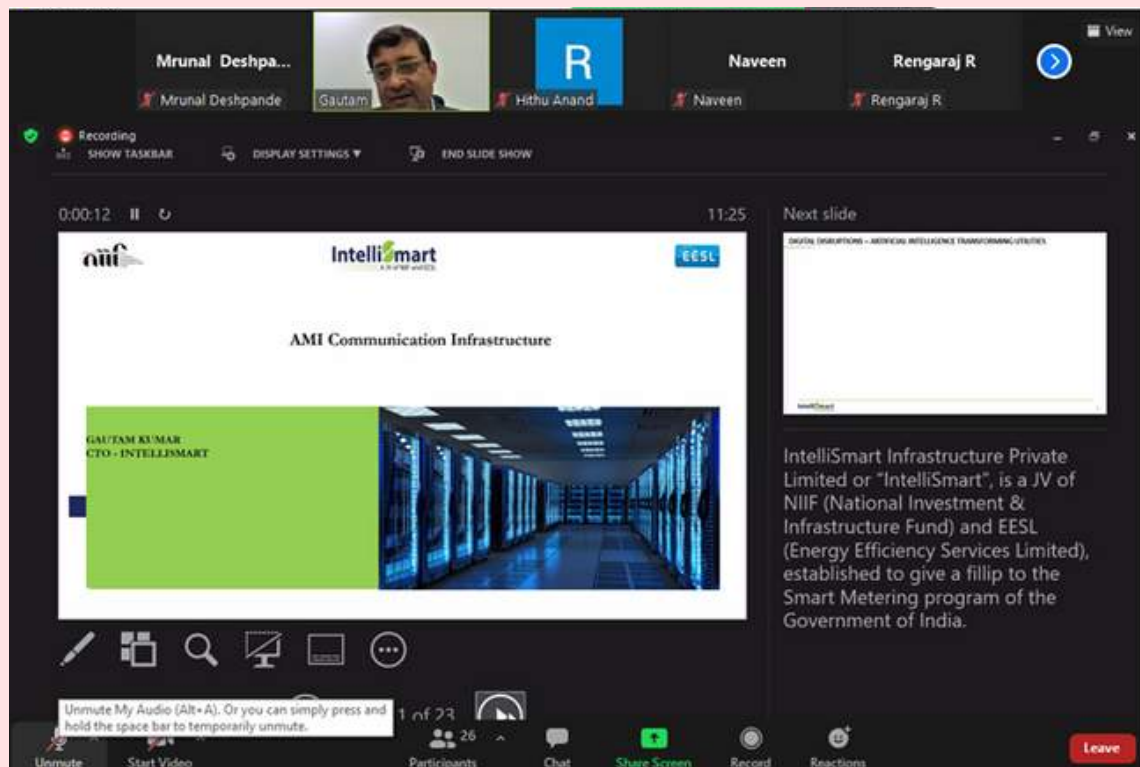 View
Mrunal Deshpa...
Mrunal Deshpande
Gautam
R
Hithu Anand
Naveen
Naveen
Rengaraj R
Rengaraj R
Recording
SHOW TASKBAR
DISPLAY SETTINGS ▼
END SLIDE SHOW
0:00:12
11:25
niif
IntelliSmart
EESL
AMI Communication Infrastructure
GAUTAM KUMAR
CTO - INTELLISMART
Next slide
DIGITAL DISRUPTIONS – ARTIFICIAL INTELLIGENCE TRANSFORMING UTILITIES
IntelliSmart
IntelliSmart Infrastructure Private
Limited or "IntelliSmart", is a JV of
NIIF (National Investment &
Infrastructure Fund) and EESL
(Energy Efficiency Services Limited),
established to give a fillip to the
Smart Metering program of the
Government of India.
Unmute My Audio (Alt+A). Or you can simply press and
hold the space bar to temporarily unmute.
1 of 23
Unmute
Start Video
26
Participants
Chat
Share Screen
Record
Reactions
Leave